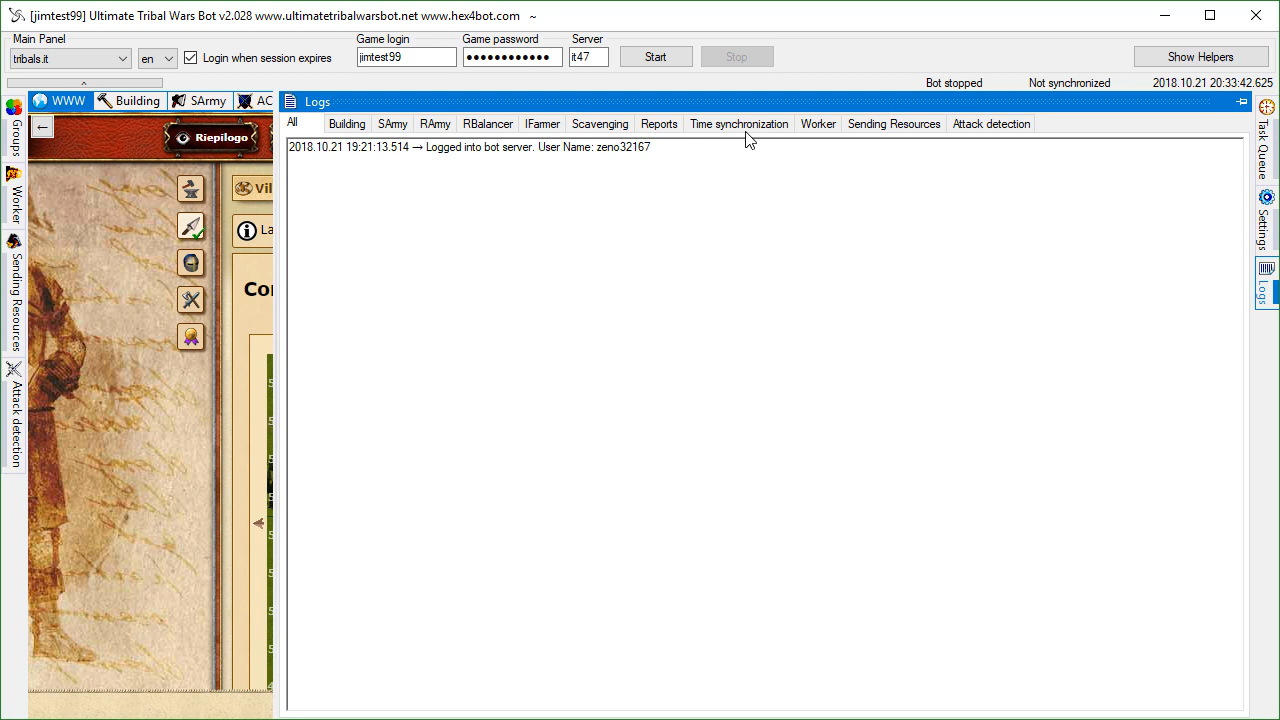 [jimtest99] Ultimate Tribal Wars Bot v2.028 www.ultimatetribalwarsbot.net www.hex4bot.com ~
Main Panel
Game login
Game password
Server
tribals.it
en
Login when session expires
jimtest99
●●●●●●●●●●●●
it47
Start
Stop
Show Helpers
Bot stopped
Not synchronized
2018.10.21 20:33:42.625
WWW
Building
SArmy
AC
Logs
All
Building
SArmy
RArmy
RBalancer
IFarmer
Scavenging
Reports
Time synchronization
Worker
Sending Resources
Attack detection
2018.10.21 19:21:13.514 → Logged into bot server. User Name: zeno32167
Groups
Worker
Sending Resources
Attack detection
Riepilogo
Vil
La
Cor
Task Queue
Settings
Logs